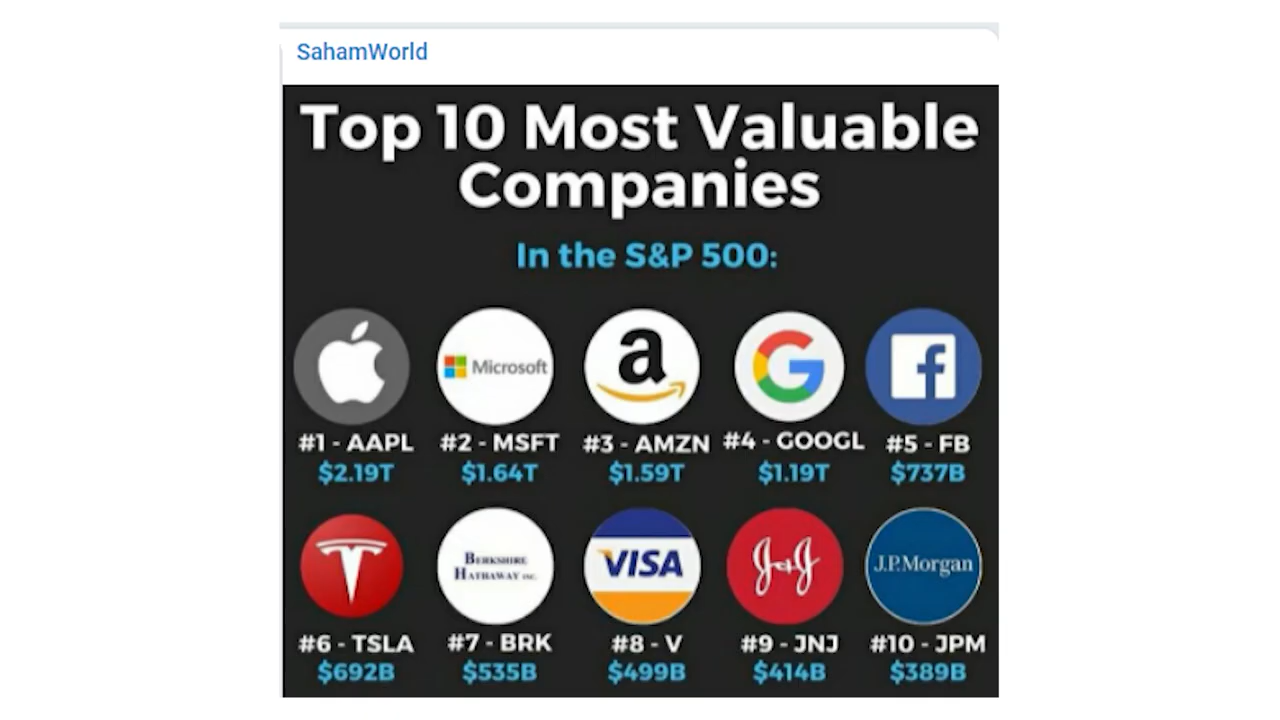 SahamWorld
Top 10 Most Valuable
Companies
In the S&P 500:
Microsoft
a
G
f
#1 - AAPL #2 - MSFT #3 - AMZN #4 - GOOGL #5 - FB
$2.19T $1.64T $1.59T $1.19T $737B
T
BERKSHIRE
HATHAWAY INC.
VISA
J&J
J.P.Morgan
#6 - TSLA #7 - BRK #8 - V #9 - JNJ #10 - JPM
$692B $535B $499B $414B $389B